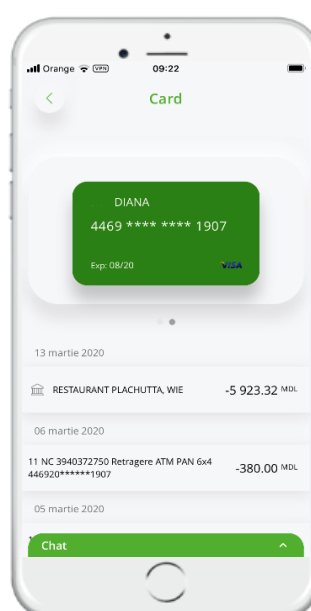 Orange VPN 09:22
Card
DIANA
4469 **** **** 1907
Exp: 08/20 VISA
13 martie 2020
RESTAURANT PLACHUTTA, WIE -5 923.32 MDL
06 martie 2020
11 NC 3940372750 Retragere ATM PAN 6x4
446920******1907 -380.00 MDL
05 martie 2020
Chat